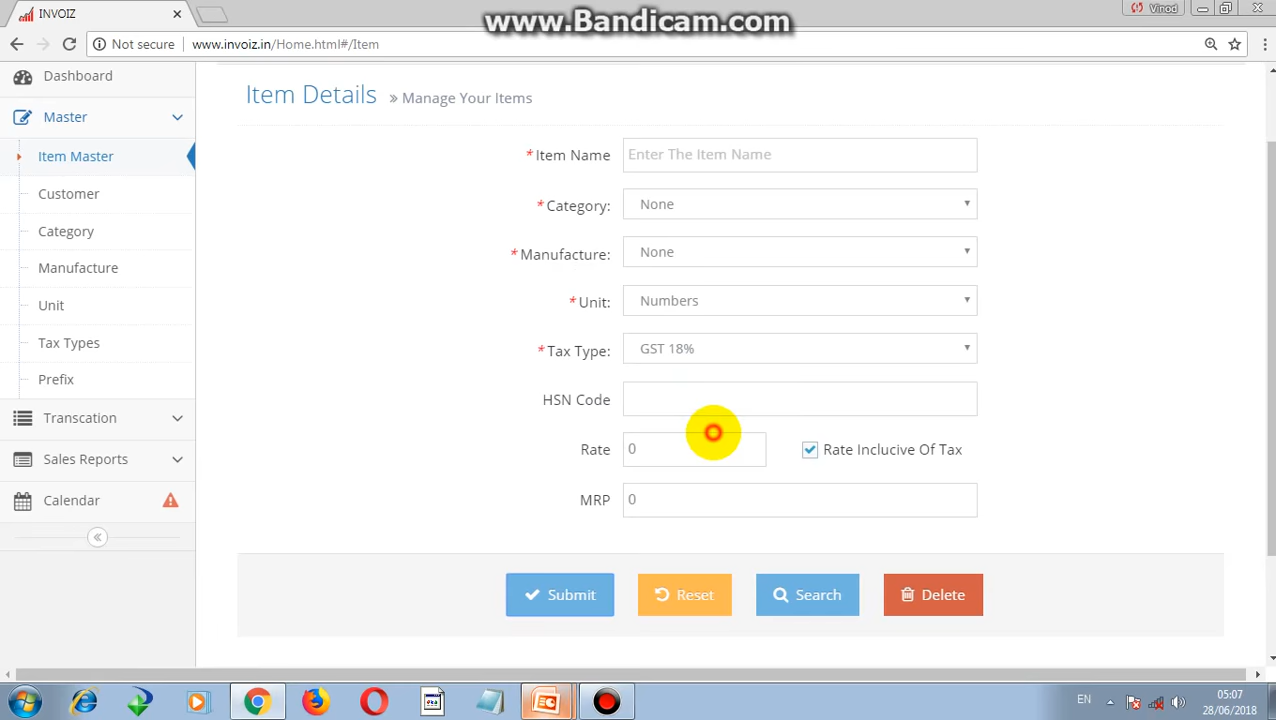 INVOIZ
www.Bandicam.com
Vinod
Not secure
www.invoiz.in/Home.html#/Item
Dashboard
Master
Item Master
Customer
Category
Manufacture
Unit
Tax Types
Prefix
Transcation
Sales Reports
Calendar
Item Details » Manage Your Items
* Item Name Enter The Item Name
* Category: None
* Manufacture: None
* Unit: Numbers
* Tax Type: GST 18%
HSN Code
Rate 0 Rate Inclucive Of Tax
MRP 0
Submit Reset Search Delete
EN
05:07
28/06/2018